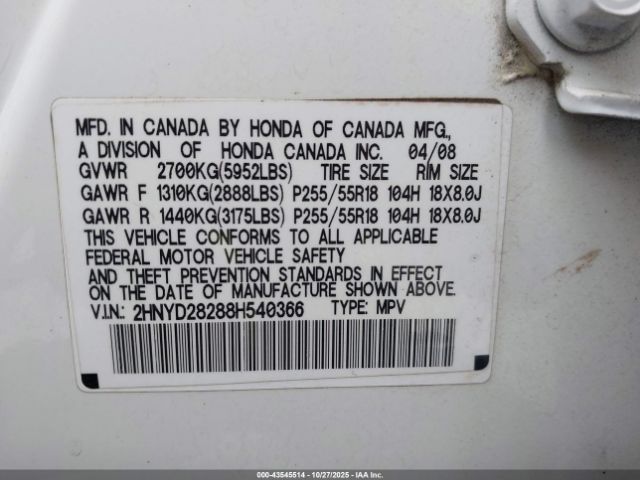 MFD. IN CANADA BY HONDA OF CANADA MFG.,
A DIVISION OF HONDA CANADA INC. 04/08
GVWR 2700KG(5952LBS) TIRE SIZE RIM SIZE
GAWR F 1310KG(2888LBS) P255/55R18 104H 18X8.0J
GAWR R 1440KG(3175LBS) P255/55R18 104H 18X8.0J
THIS VEHICLE CONFORMS TO ALL APPLICABLE
FEDERAL MOTOR VEHICLE SAFETY
AND THEFT PREVENTION STANDARDS IN EFFECT
ON THE DATE OF MANUFACTURE SHOWN ABOVE.
V.I.N.: 2HNYD28288H540366 TYPE: MPV
000-43545514 | 10/27/2025 | IAAI, Inc.